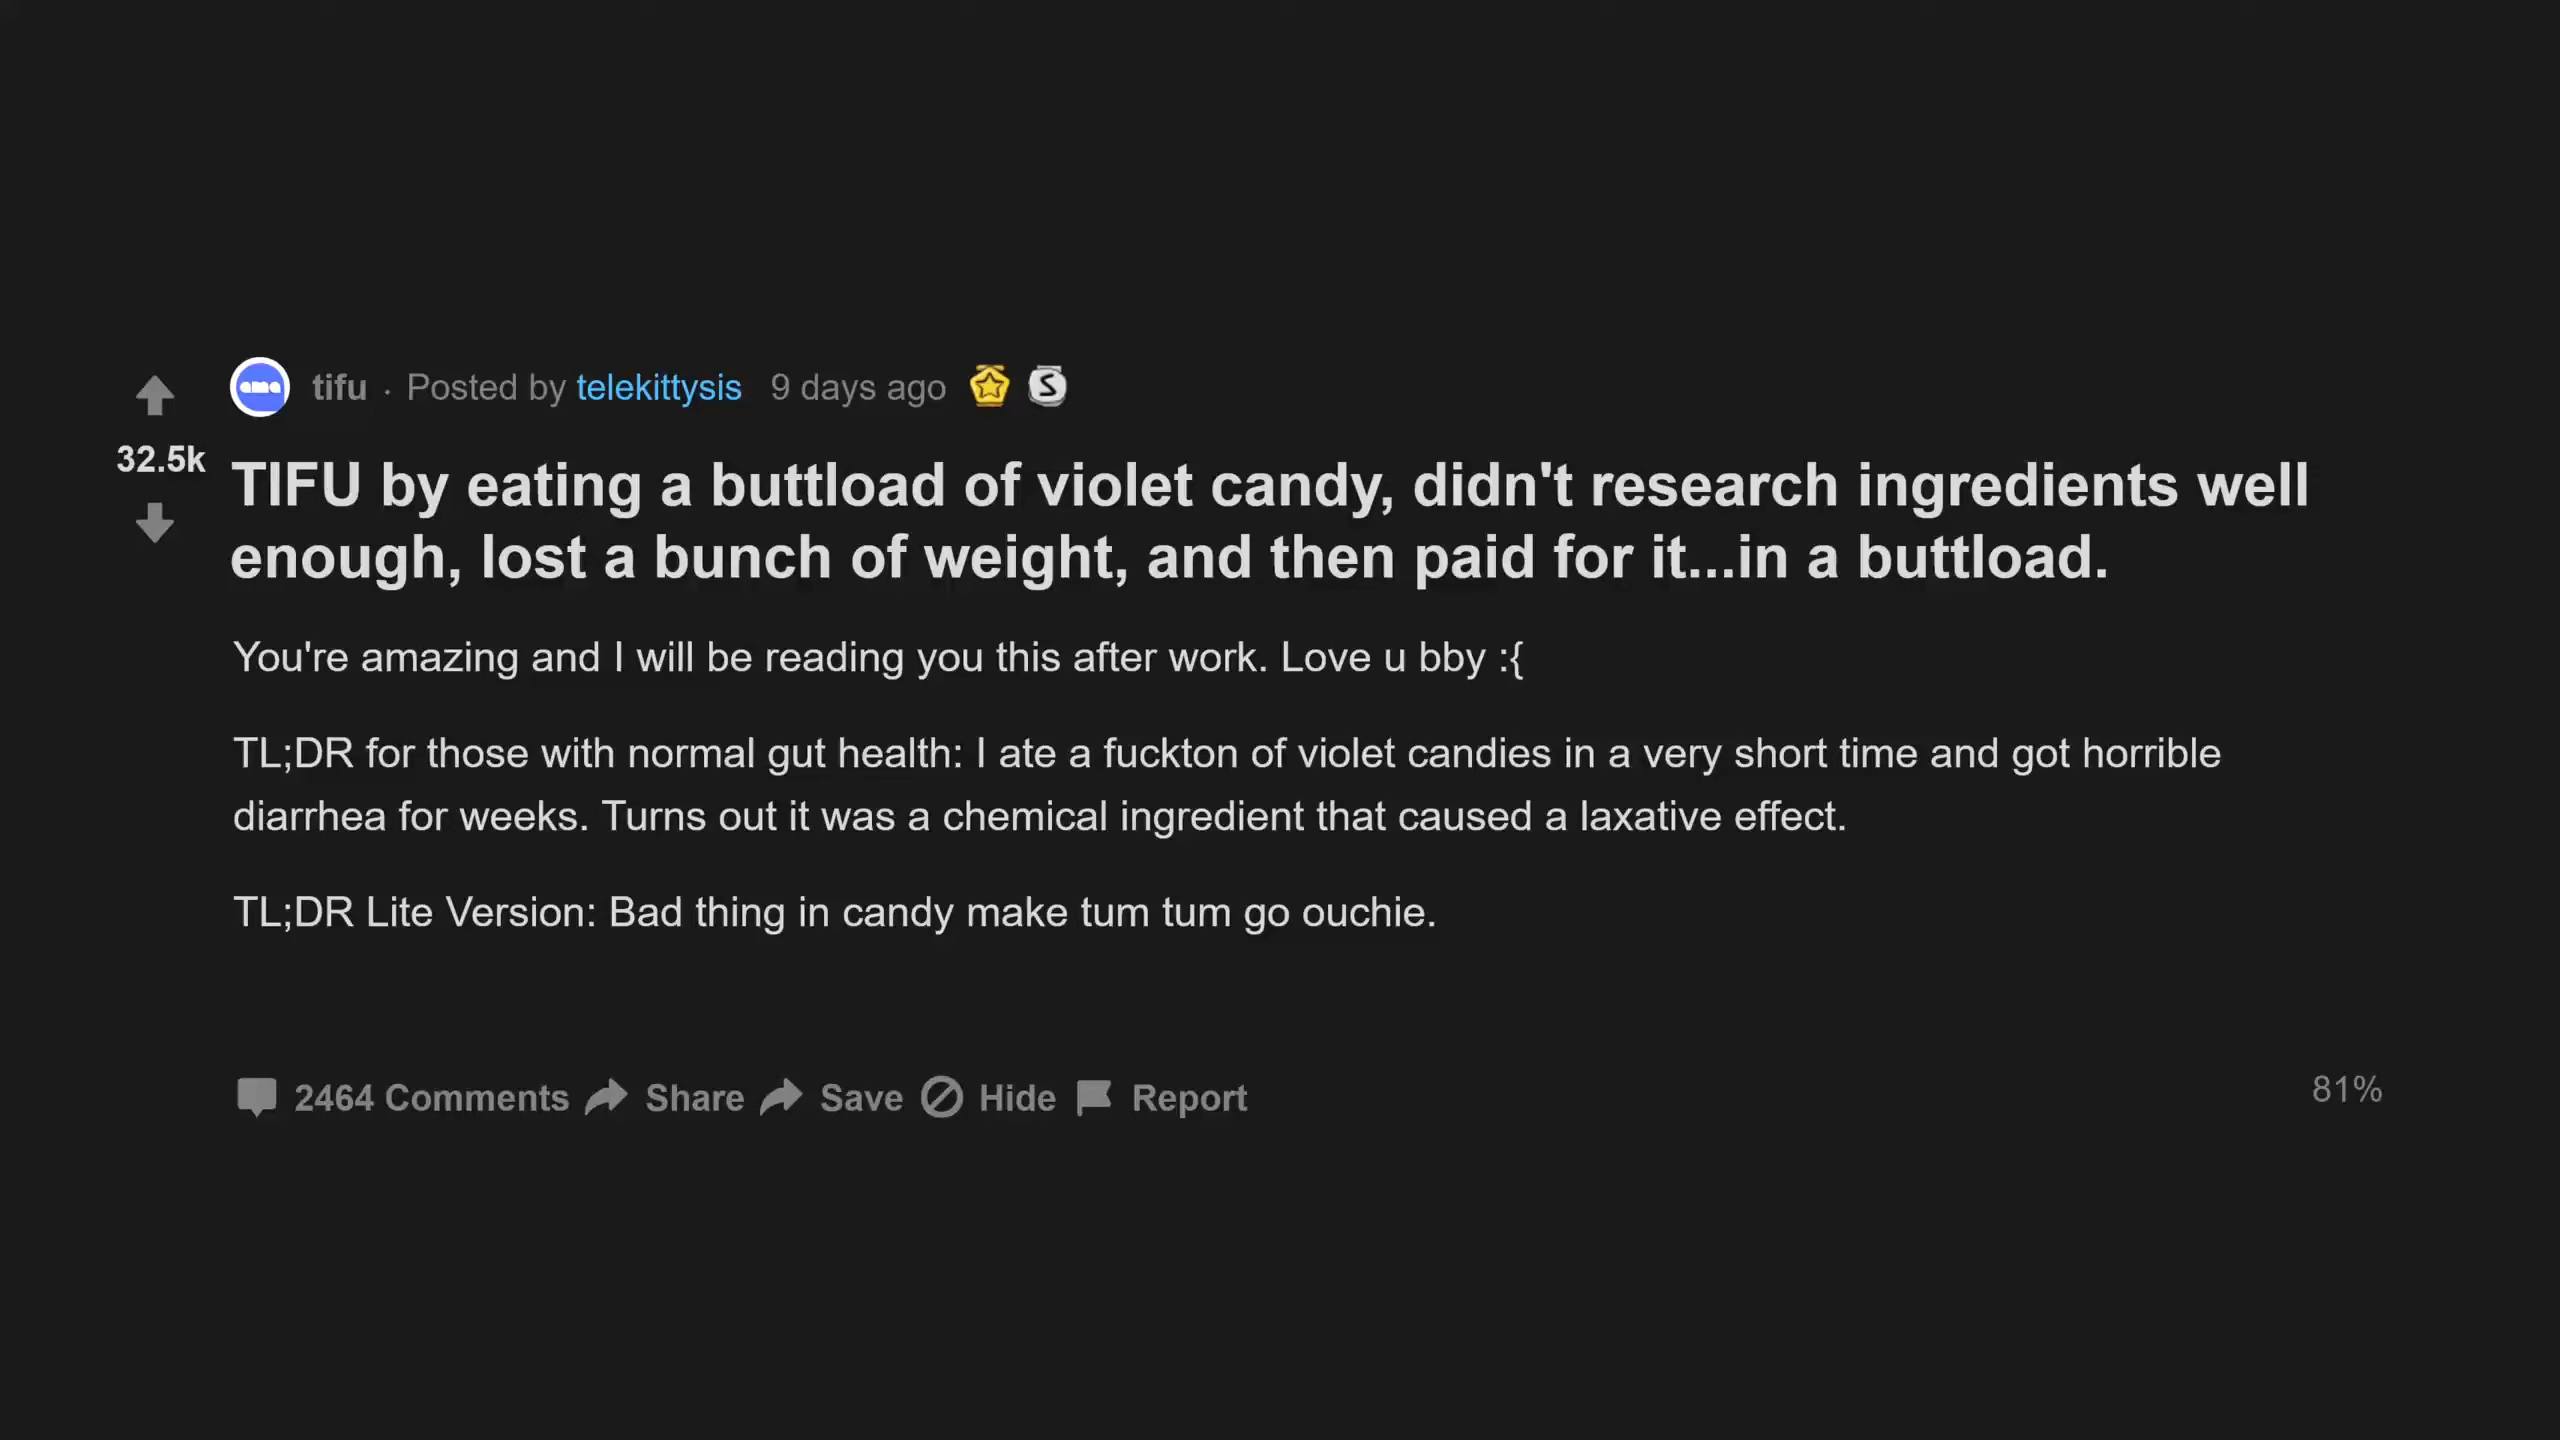 ama tifu · Posted by telekittysis 9 days ago S
32.5k
TIFU by eating a buttload of violet candy, didn't research ingredients well
enough, lost a bunch of weight, and then paid for it...in a buttload.
You're amazing and I will be reading you this after work. Love u bby :{
TL;DR for those with normal gut health: I ate a fuckton of violet candies in a very short time and got horrible
diarrhea for weeks. Turns out it was a chemical ingredient that caused a laxative effect.
TL;DR Lite Version: Bad thing in candy make tum tum go ouchie.
2464 Comments Share Save Hide Report 81%